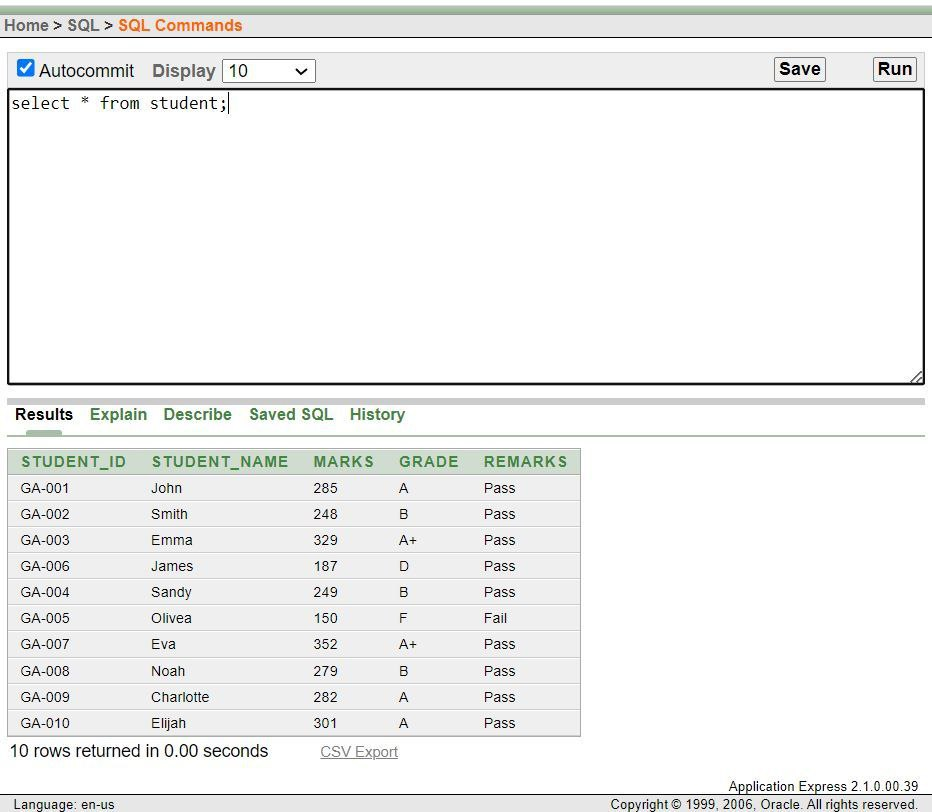 Home > SQL > SQL Commands
Autocommit Display 10 Save Run
select * from student;
Results Explain Describe Saved SQL History
STUDENT_ID STUDENT_NAME MARKS GRADE REMARKS
GA-001 John 285 A Pass
GA-002 Smith 248 B Pass
GA-003 Emma 329 A+ Pass
GA-006 James 187 D Pass
GA-004 Sandy 249 B Pass
GA-005 Olivea 150 F Fail
GA-007 Eva 352 A+ Pass
GA-008 Noah 279 B Pass
GA-009 Charlotte 282 A Pass
GA-010 Elijah 301 A Pass
10 rows returned in 0.00 seconds CSV Export
Application Express 2.1.0.00.39
Language: en-us Copyright © 1999, 2006, Oracle. All rights reserved.